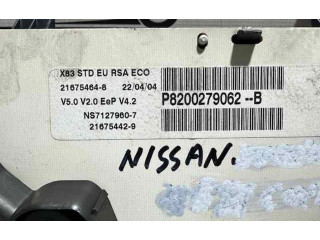 X83 STD EU RSA ECO
21675464-8 22/04/04
V5.0 V2.0 EeP V4.2
NS7127960-7
21675442-9
P8200279062--B
NISSAN.